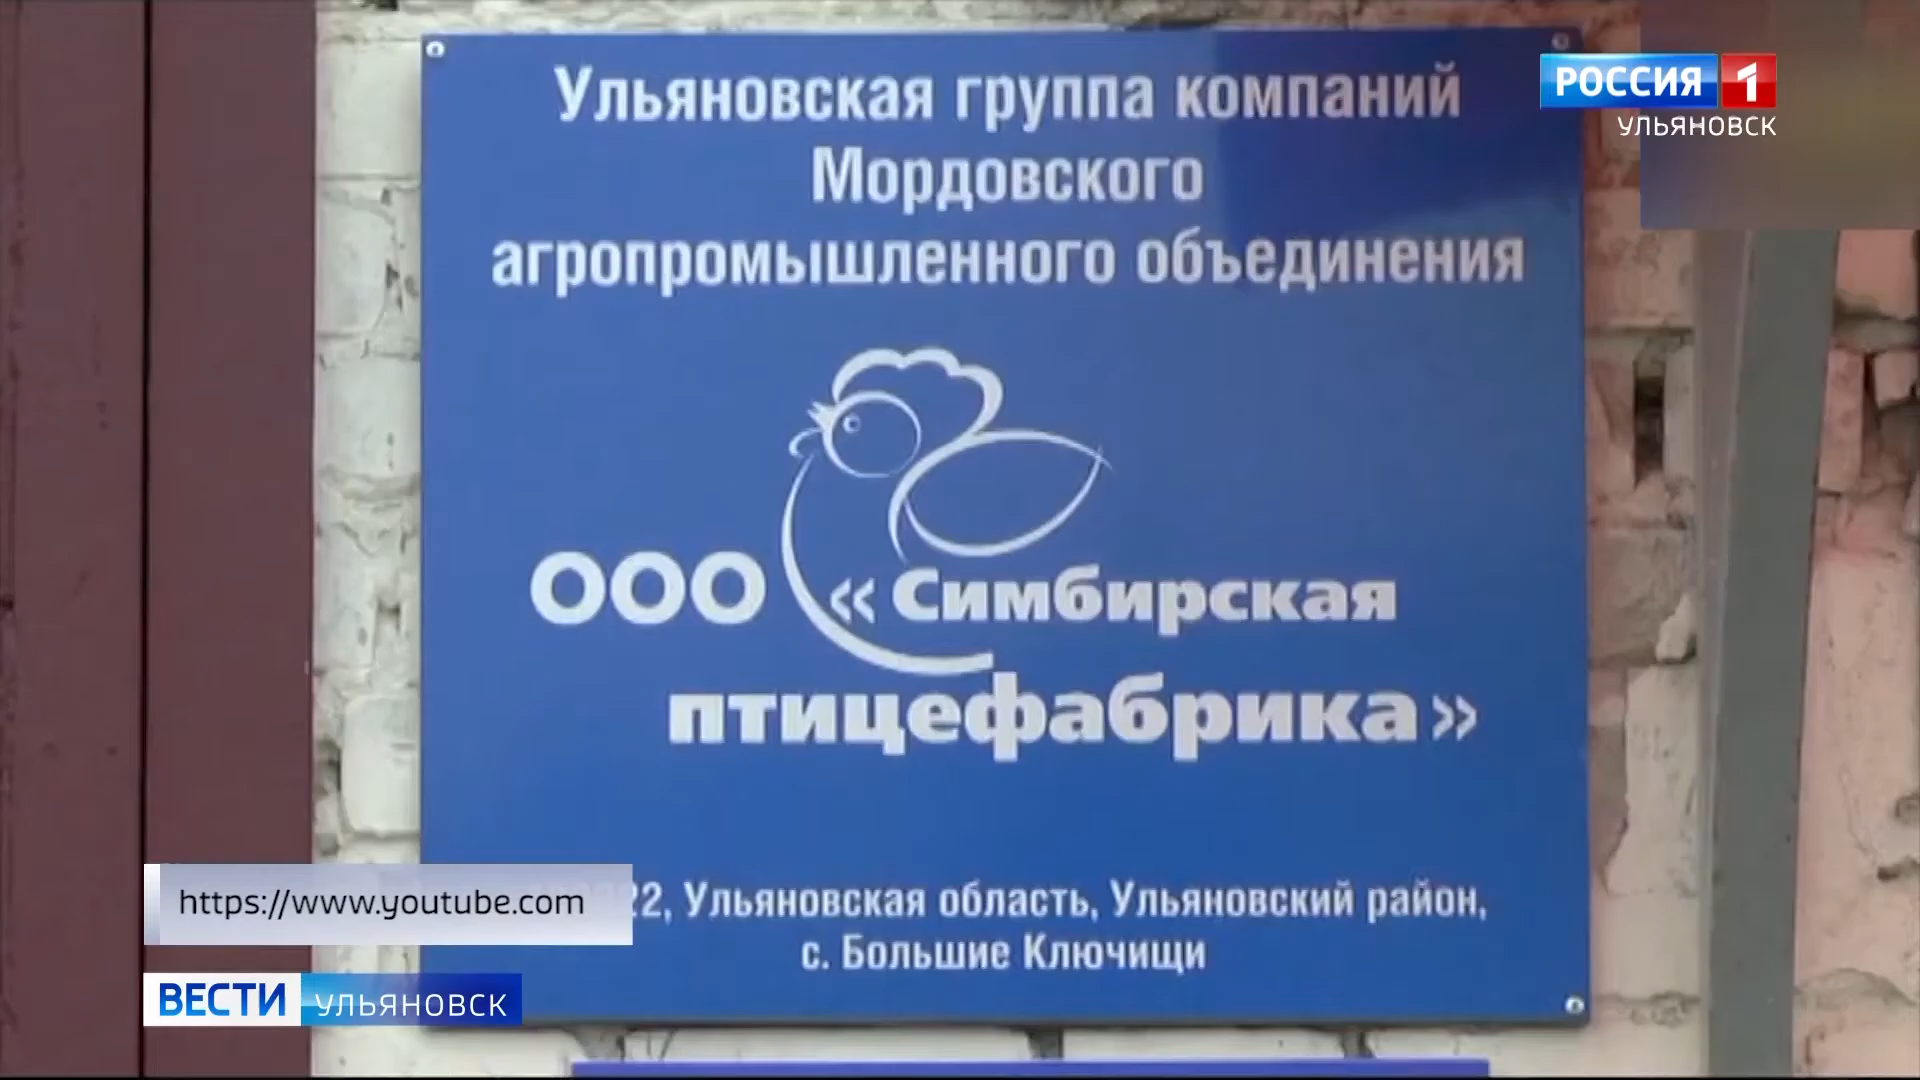 Ульяновская группа компаний
Мордовского
агропромышленного объединения
РОССИЯ 1
УЛЬЯНОВСК
ООО « Симбирская
птицефабрика»
Ульяновская область, Ульяновский район,
с. Большие Ключищи
https://www.youtube.com
ВЕСТИ УЛЬЯНОВСК